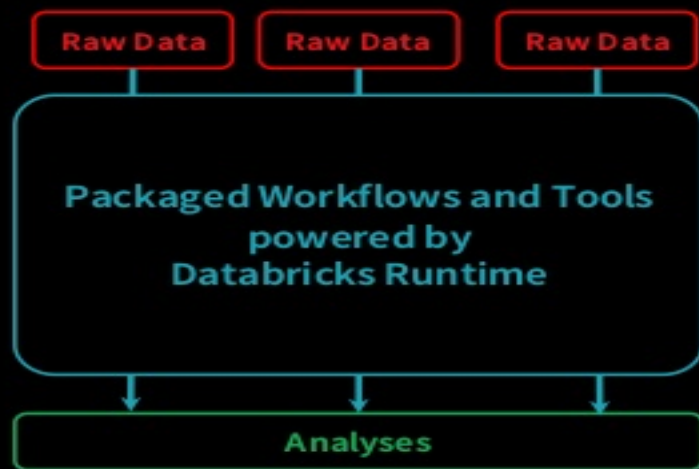 Raw Data Raw Data Raw Data
Packaged Workflows and Tools
powered by
Databricks Runtime
Analyses